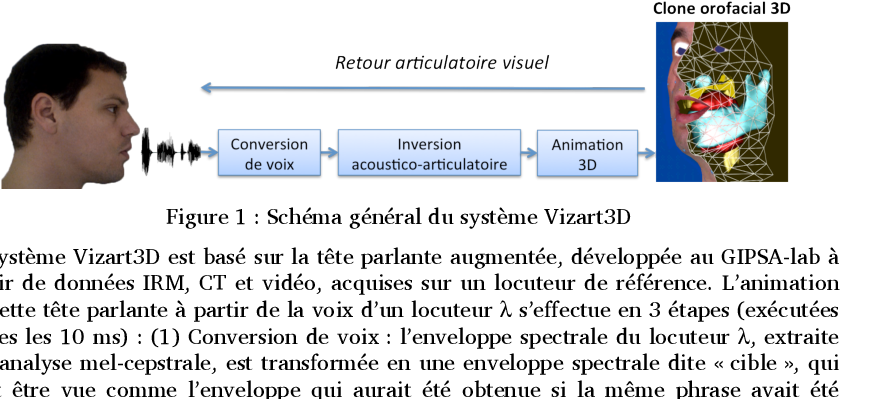 Clone orofacial 3D
Retour articulatoire visuel
Conversion
de voix
Inversion
acoustico-articulatoire
Animation
3D
Figure 1 : Schéma général du système Vizart3D
ystème Vizart3D est basé sur la tête parlante augmentée, développée au GIPSA-lab à
ir de données IRM, CT et vidéo, acquises sur un locuteur de référence. L’animation
ette tête parlante à partir de la voix d’un locuteur λ s’effectue en 3 étapes (exécutées
es les 10 ms) : (1) Conversion de voix : l’enveloppe spectrale du locuteur λ, extraite
analyse mel-cepstrale, est transformée en une enveloppe spectrale dite « cible », qui
t être vue comme l’enveloppe qui aurait été obtenue si la même phrase avait été